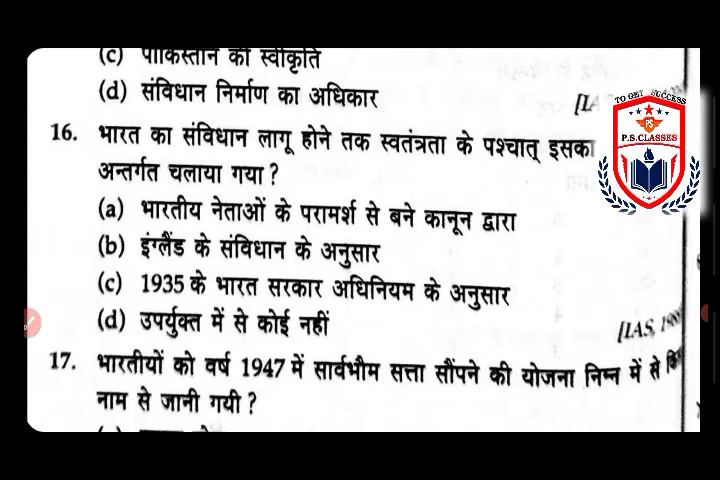 (c) पाकिस्तान की स्वीकृति
(d) संविधान निर्माण का अधिकार
[IA
TO GET SUCCESS
PS
P.S.CLASSES
16. भारत का संविधान लागू होने तक स्वतंत्रता के पश्चात् इसका
अन्तर्गत चलाया गया ?
(a) भारतीय नेताओं के परामर्श से बने कानून द्वारा
(b) इंग्लैंड के संविधान के अनुसार
(c) 1935 के भारत सरकार अधिनियम के अनुसार
(d) उपर्युक्त में से कोई नहीं
[IAS,
17. भारतीयों को वर्ष 1947 में सार्वभौम सत्ता सौंपने की योजना निम्न में से
नाम से जानी गयी ?